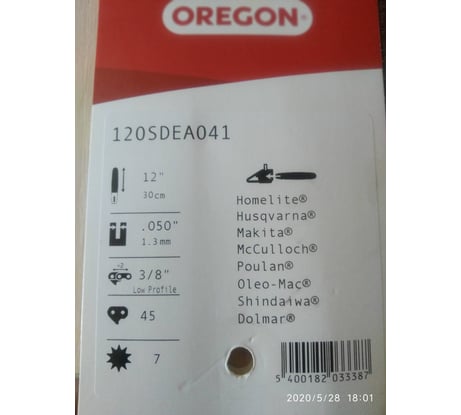 OREGON®
120SDEA041
12"
30cm
.050"
1.3mm
÷2
3/8"
Low Profile
45
7
Homelite®
Husqvarna®
Makita®
McCulloch®
Poulan®
Oleo-Mac®
Shindaiwa®
Dolmar®
5 400182 033387
2020/5/28 18:01